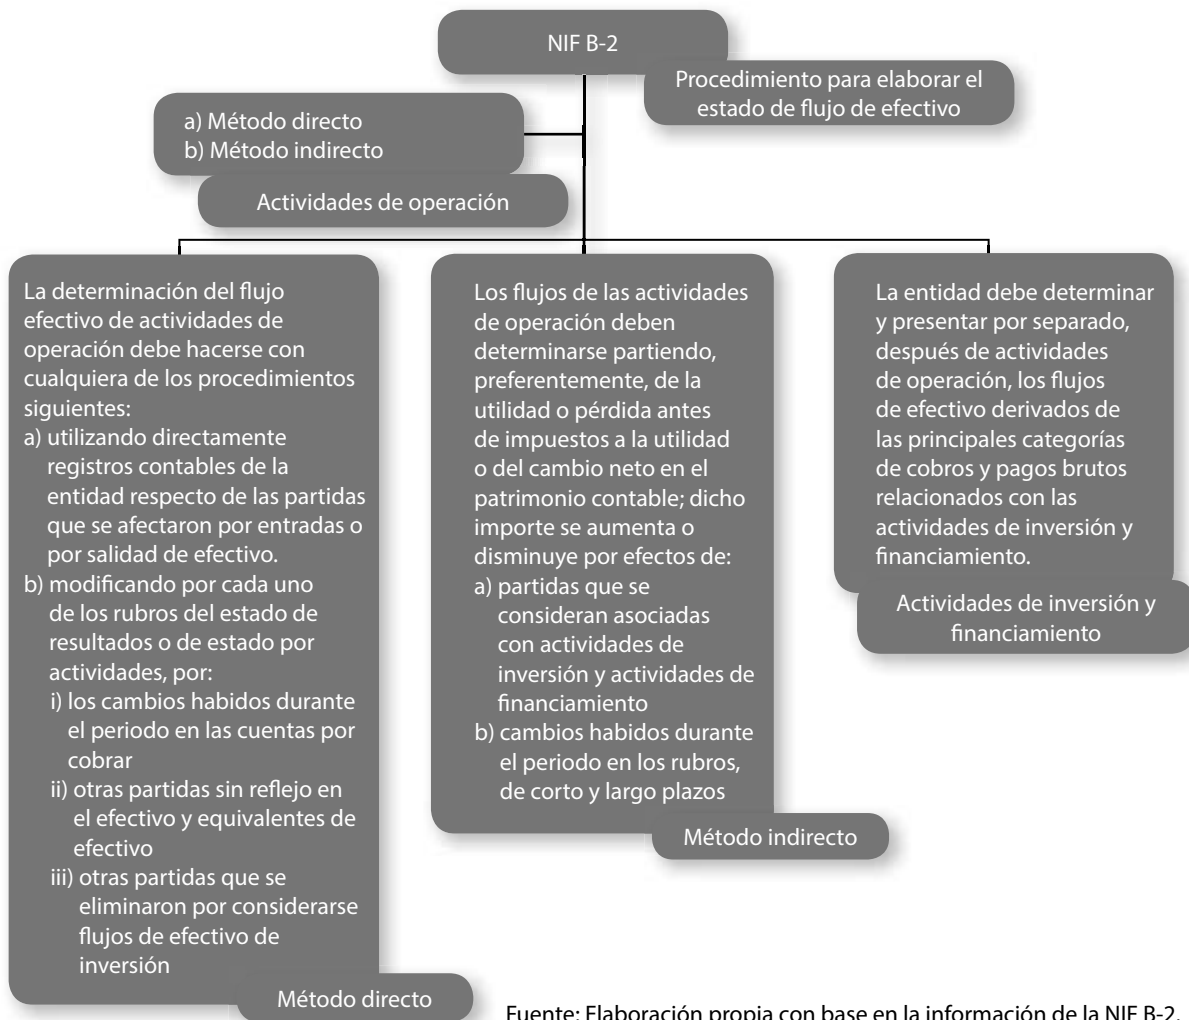 NIF B-2
Procedimiento para elaborar el
estado de flujo de efectivo
a) Método directo
b) Método indirecto
Actividades de operación
La determinación del flujo
efectivo de actividades de
operación debe hacerse con
cualquiera de los procedimientos
siguientes:
a) utilizando directamente
registros contables de la
entidad respecto de las partidas
que se afectaron por entradas o
por salidad de efectivo.
b) modificando por cada uno
de los rubros del estado de
resultados o de estado por
actividades, por:
i) los cambios habidos durante
el periodo en las cuentas por
cobrar
ii) otras partidas sin reflejo en
el efectivo y equivalentes de
efectivo
iii) otras partidas que se
eliminaron por considerarse
flujos de efectivo de
inversión
Método directo
Los flujos de las actividades
de operación deben
determinarse partiendo,
preferentemente, de la
utilidad o pérdida antes
de impuestos a la utilidad
o del cambio neto en el
patrimonio contable; dicho
importe se aumenta o
disminuye por efectos de:
a) partidas que se
consideran asociadas
con actividades de
inversión y actividades de
financiamiento
b) cambios habidos durante
el periodo en los rubros,
de corto y largo plazos
Método indirecto
La entidad debe determinar
y presentar por separado,
después de actividades
de operación, los flujos
de efectivo derivados de
las principales categorías
de cobros y pagos brutos
relacionados con las
actividades de inversión y
financiamiento.
Actividades de inversión y
financiamiento
Fuente: Elaboración propia con base en la información de la NIF B-2.